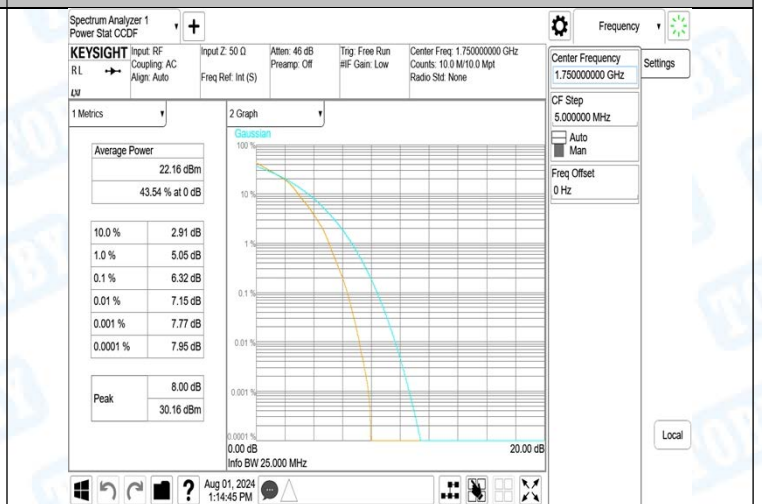 Spectrum Analyzer 1
Power Stat CCDF
+
Frequency
KEYSIGHT
RL
LXI
Input: RF
Coupling: AC
Align: Auto
Input Z: 50 Ω
Freq Ref: Int (S)
Atten: 46 dB
Preamp: Off
Trig: Free Run
#IF Gain: Low
Center Freq: 1.750000000 GHz
Counts: 10.0 M/10.0 Mpt
Radio Std: None
Center Frequency
1.750000000 GHz
Settings
CF Step
5.000000 MHz
Auto
Man
Freq Offset
0 Hz
1 Metrics
Average Power
22.16 dBm
43.54 % at 0 dB
10.0 % 2.91 dB
1.0 % 5.05 dB
0.1 % 6.32 dB
0.01 % 7.15 dB
0.001 % 7.77 dB
0.0001 % 7.95 dB
Peak 8.00 dB
30.16 dBm
2 Graph
Gaussian
100 %
10 %
1 %
0.1 %
0.01 %
0.001 %
0.0001 %
0.00 dB 20.00 dB
Info BW 25.000 MHz
Local
?
Aug 01, 2024
1:14:45 PM